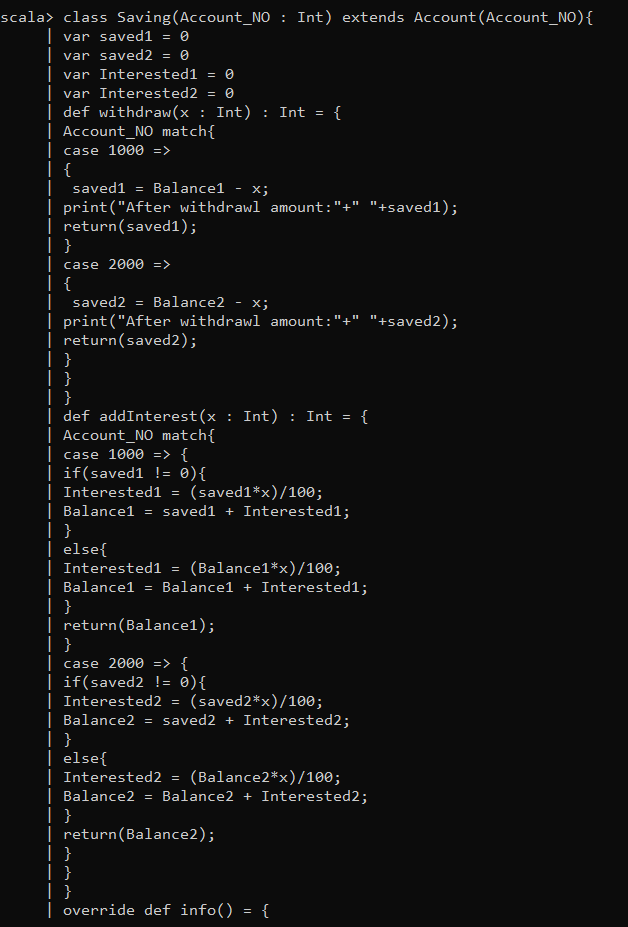 scala> class Saving(Account_NO : Int) extends Account(Account_NO){
     | var saved1 = 0
     | var saved2 = 0
     | var Interested1 = 0
     | var Interested2 = 0
     | def withdraw(x : Int) : Int = {
     | Account_NO match{
     | case 1000 =>
     | {
     |  saved1 = Balance1 - x;
     | print("After withdrawl amount:"+" "+saved1);
     | return(saved1);
     | }
     | case 2000 =>
     | {
     |  saved2 = Balance2 - x;
     | print("After withdrawl amount:"+" "+saved2);
     | return(saved2);
     | }
     | }
     | }
     | def addInterest(x : Int) : Int = {
     | Account_NO match{
     | case 1000 => {
     | if(saved1 != 0){
     | Interested1 = (saved1*x)/100;
     | Balance1 = saved1 + Interested1;
     | }
     | else{
     | Interested1 = (Balance1*x)/100;
     | Balance1 = Balance1 + Interested1;
     | }
     | return(Balance1);
     | }
     | case 2000 => {
     | if(saved2 != 0){
     | Interested2 = (saved2*x)/100;
     | Balance2 = saved2 + Interested2;
     | }
     | else{
     | Interested2 = (Balance2*x)/100;
     | Balance2 = Balance2 + Interested2;
     | }
     | return(Balance2);
     | }
     | }
     | }
     | override def info() = {